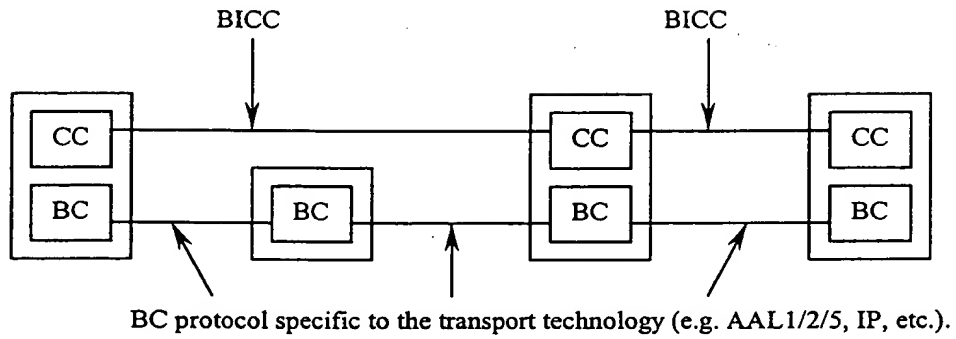 BICC
BICC
CC
CC
CC
BC
BC
BC
BC
BC protocol specific to the transport technology (e.g. AAL1/2/5, IP, etc.).